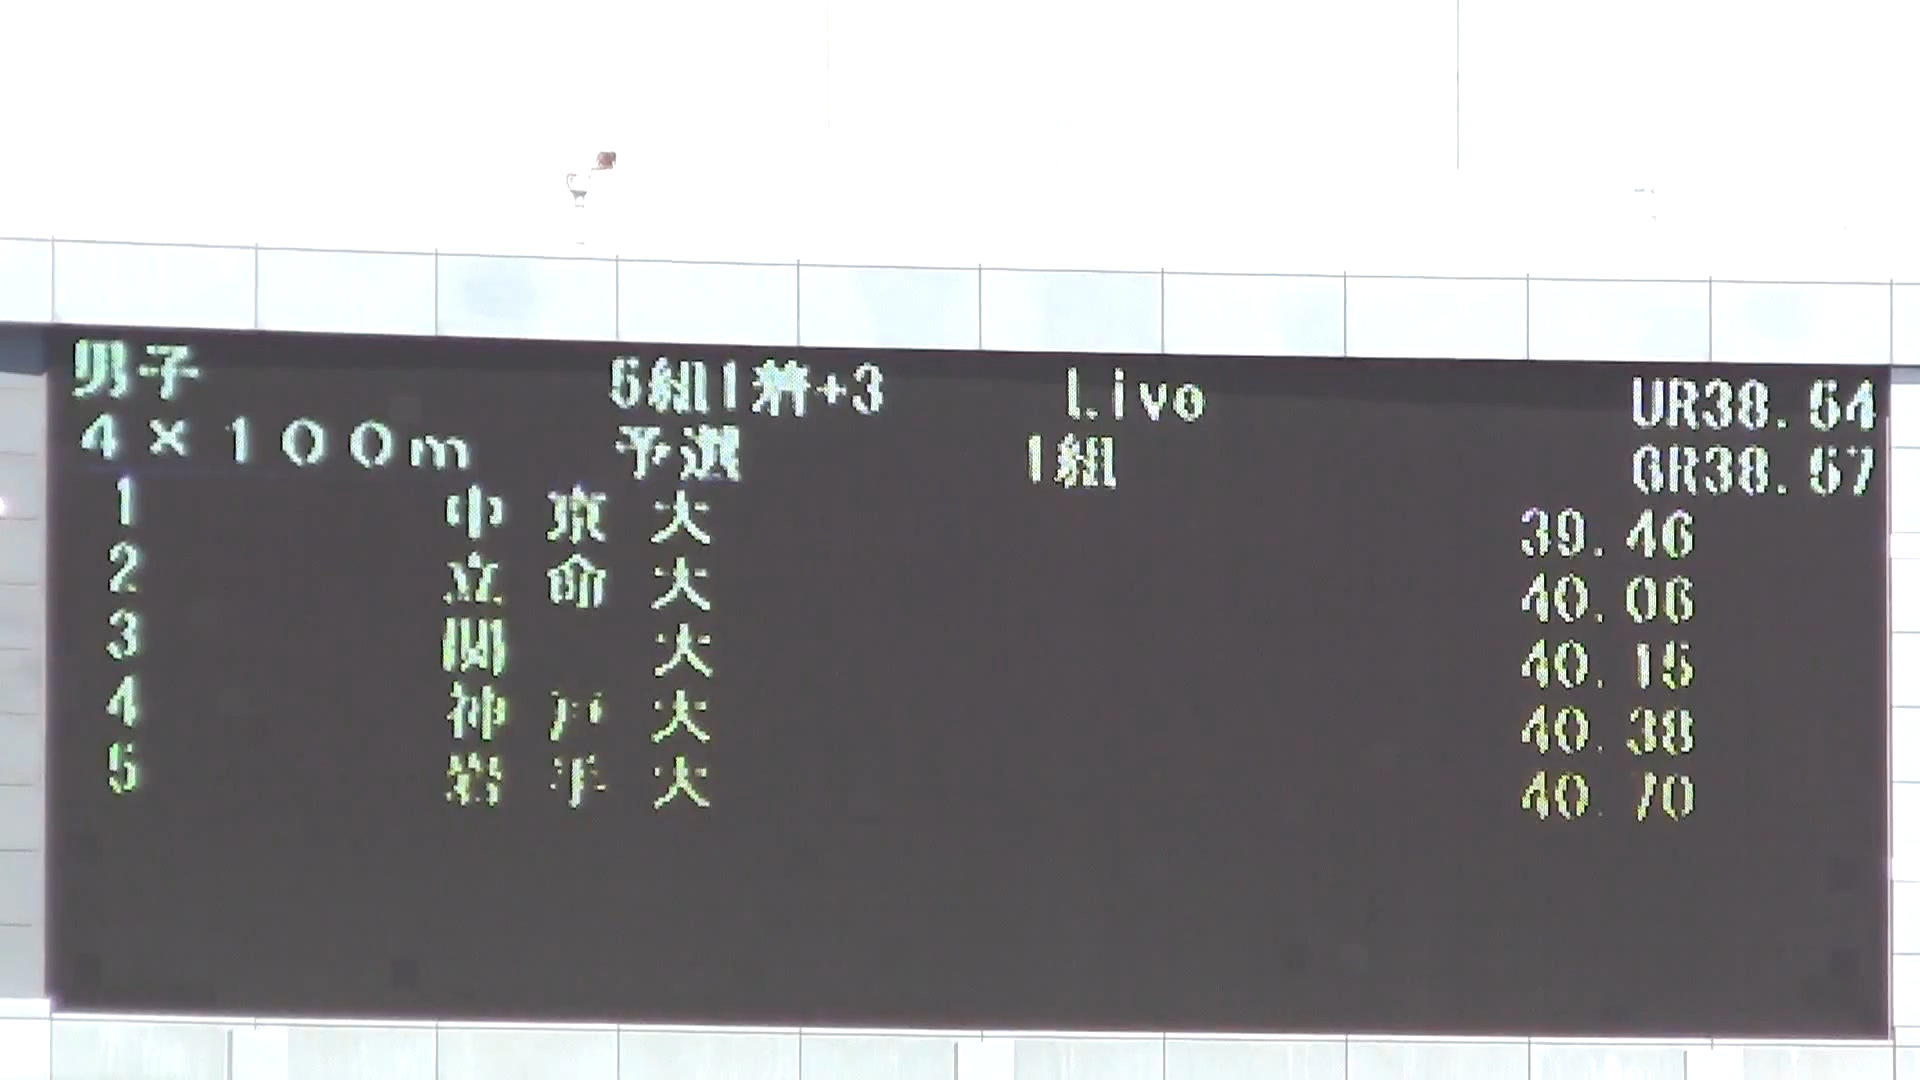 男子 5組1着+3 Live UR38.54
4×100m 予選 1組 GR38.57
1 中京大 39.46
2 立命大 40.06
3 関大 40.15
4 神戸大 40.38
5 岩手大 40.70